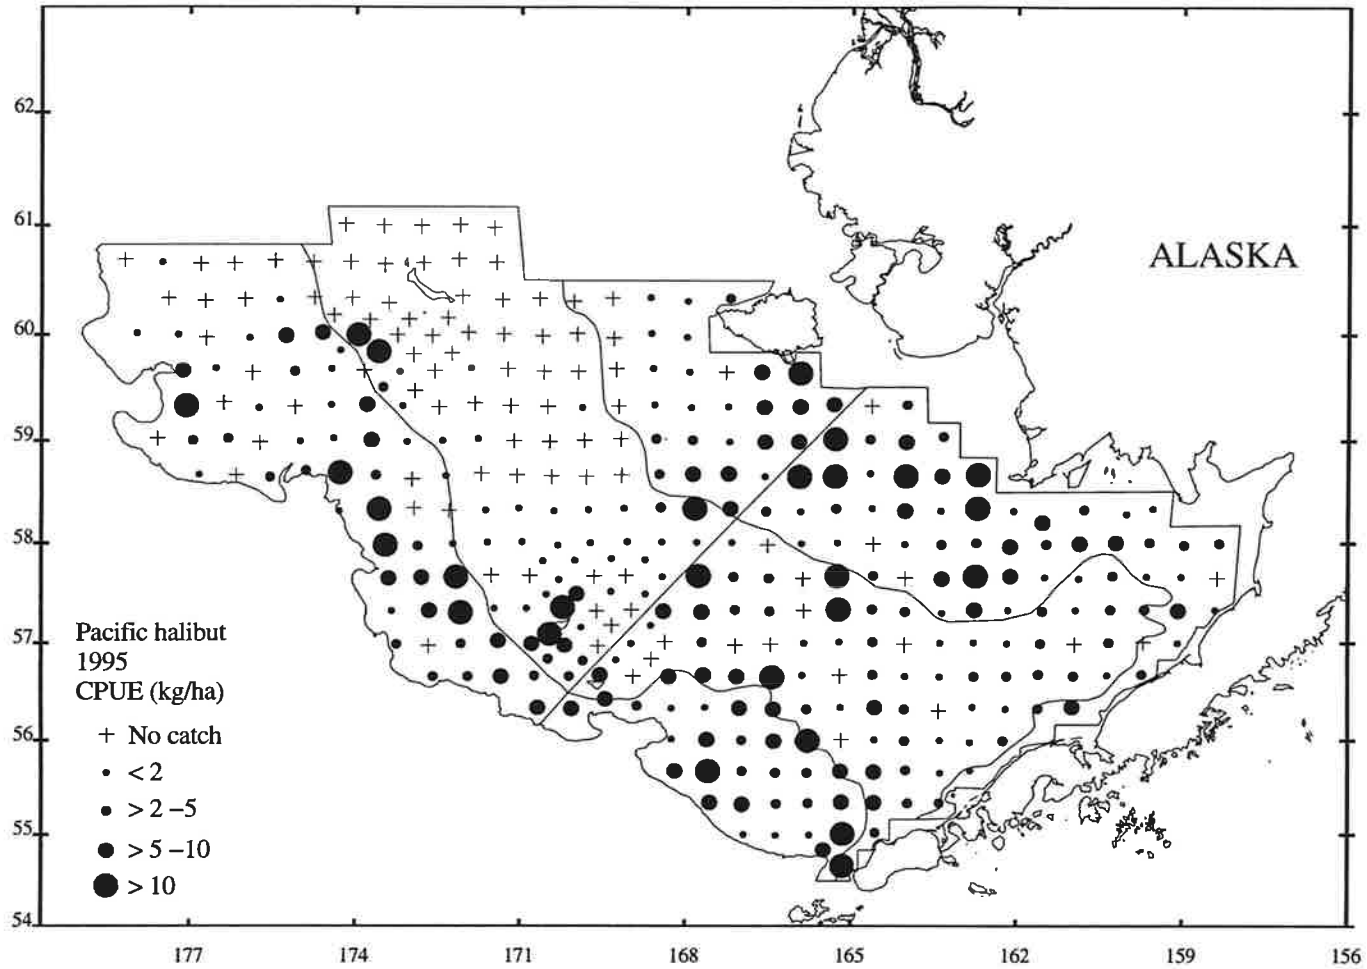 62
61
ALASKA
60
59
58
57
Pacific halibut
1995
CPUE (kg/ha)
+ No catch
< 2
> 2 –5
56
> 5 –10
55
> 10
54
177 174 171 168 165 162 159 156